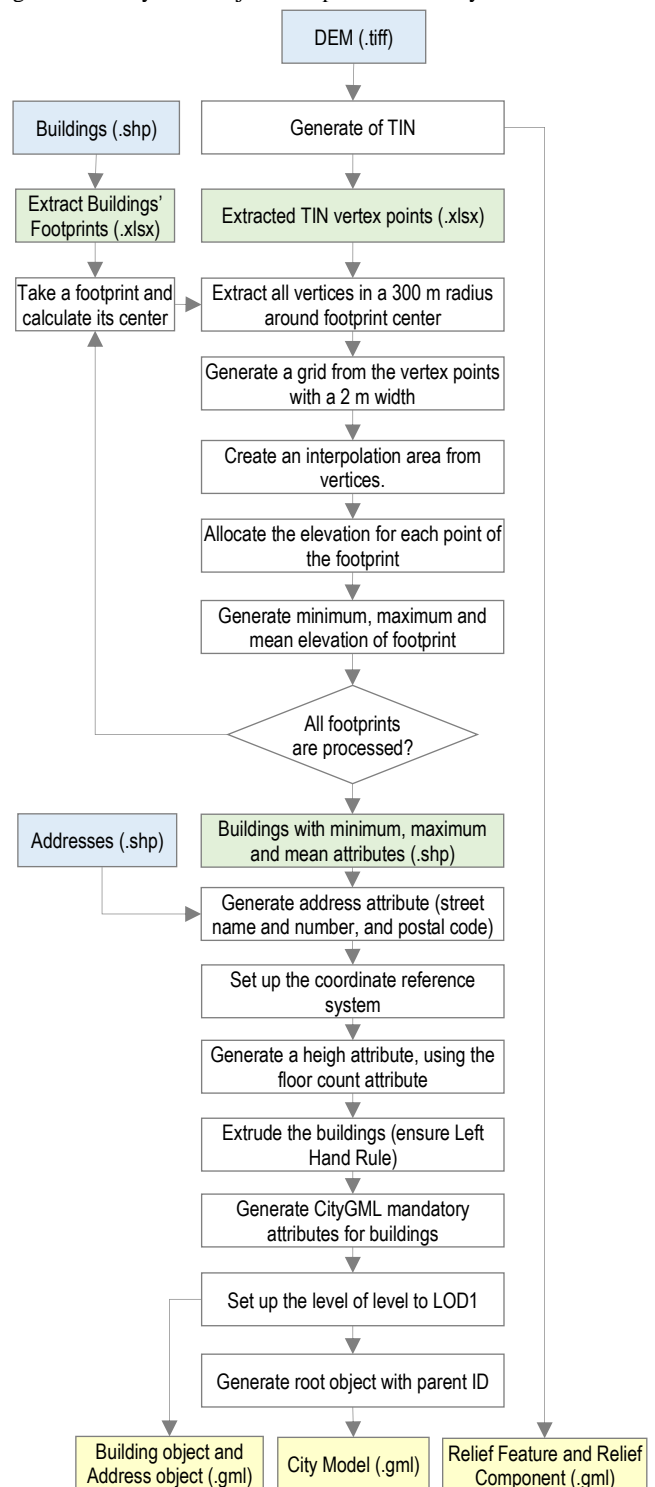 DEM (.tiff)
Generate of TIN
Buildings (.shp)
Extract Buildings’
Footprints (.xlsx)
Extracted TIN vertex points (.xlsx)
Take a footprint and
calculate its center
Extract all vertices in a 300 m radius
around footprint center
Generate a grid from the vertex points
with a 2 m width
Create an interpolation area from
vertices.
Allocate the elevation for each point of
the footprint
Generate minimum, maximum and
mean elevation of footprint
All footprints
are processed?
Addresses (.shp)
Buildings with minimum, maximum
and mean attributes (.shp)
Generate address attribute (street
name and number, and postal code)
Set up the coordinate reference
system
Generate a heigh attribute, using the
floor count attribute
Extrude the buildings (ensure Left
Hand Rule)
Generate CityGML mandatory
attributes for buildings
Set up the level of level to LOD1
Generate root object with parent ID
Building object and
Address object (.gml)
City Model (.gml)
Relief Feature and Relief
Component (.gml)